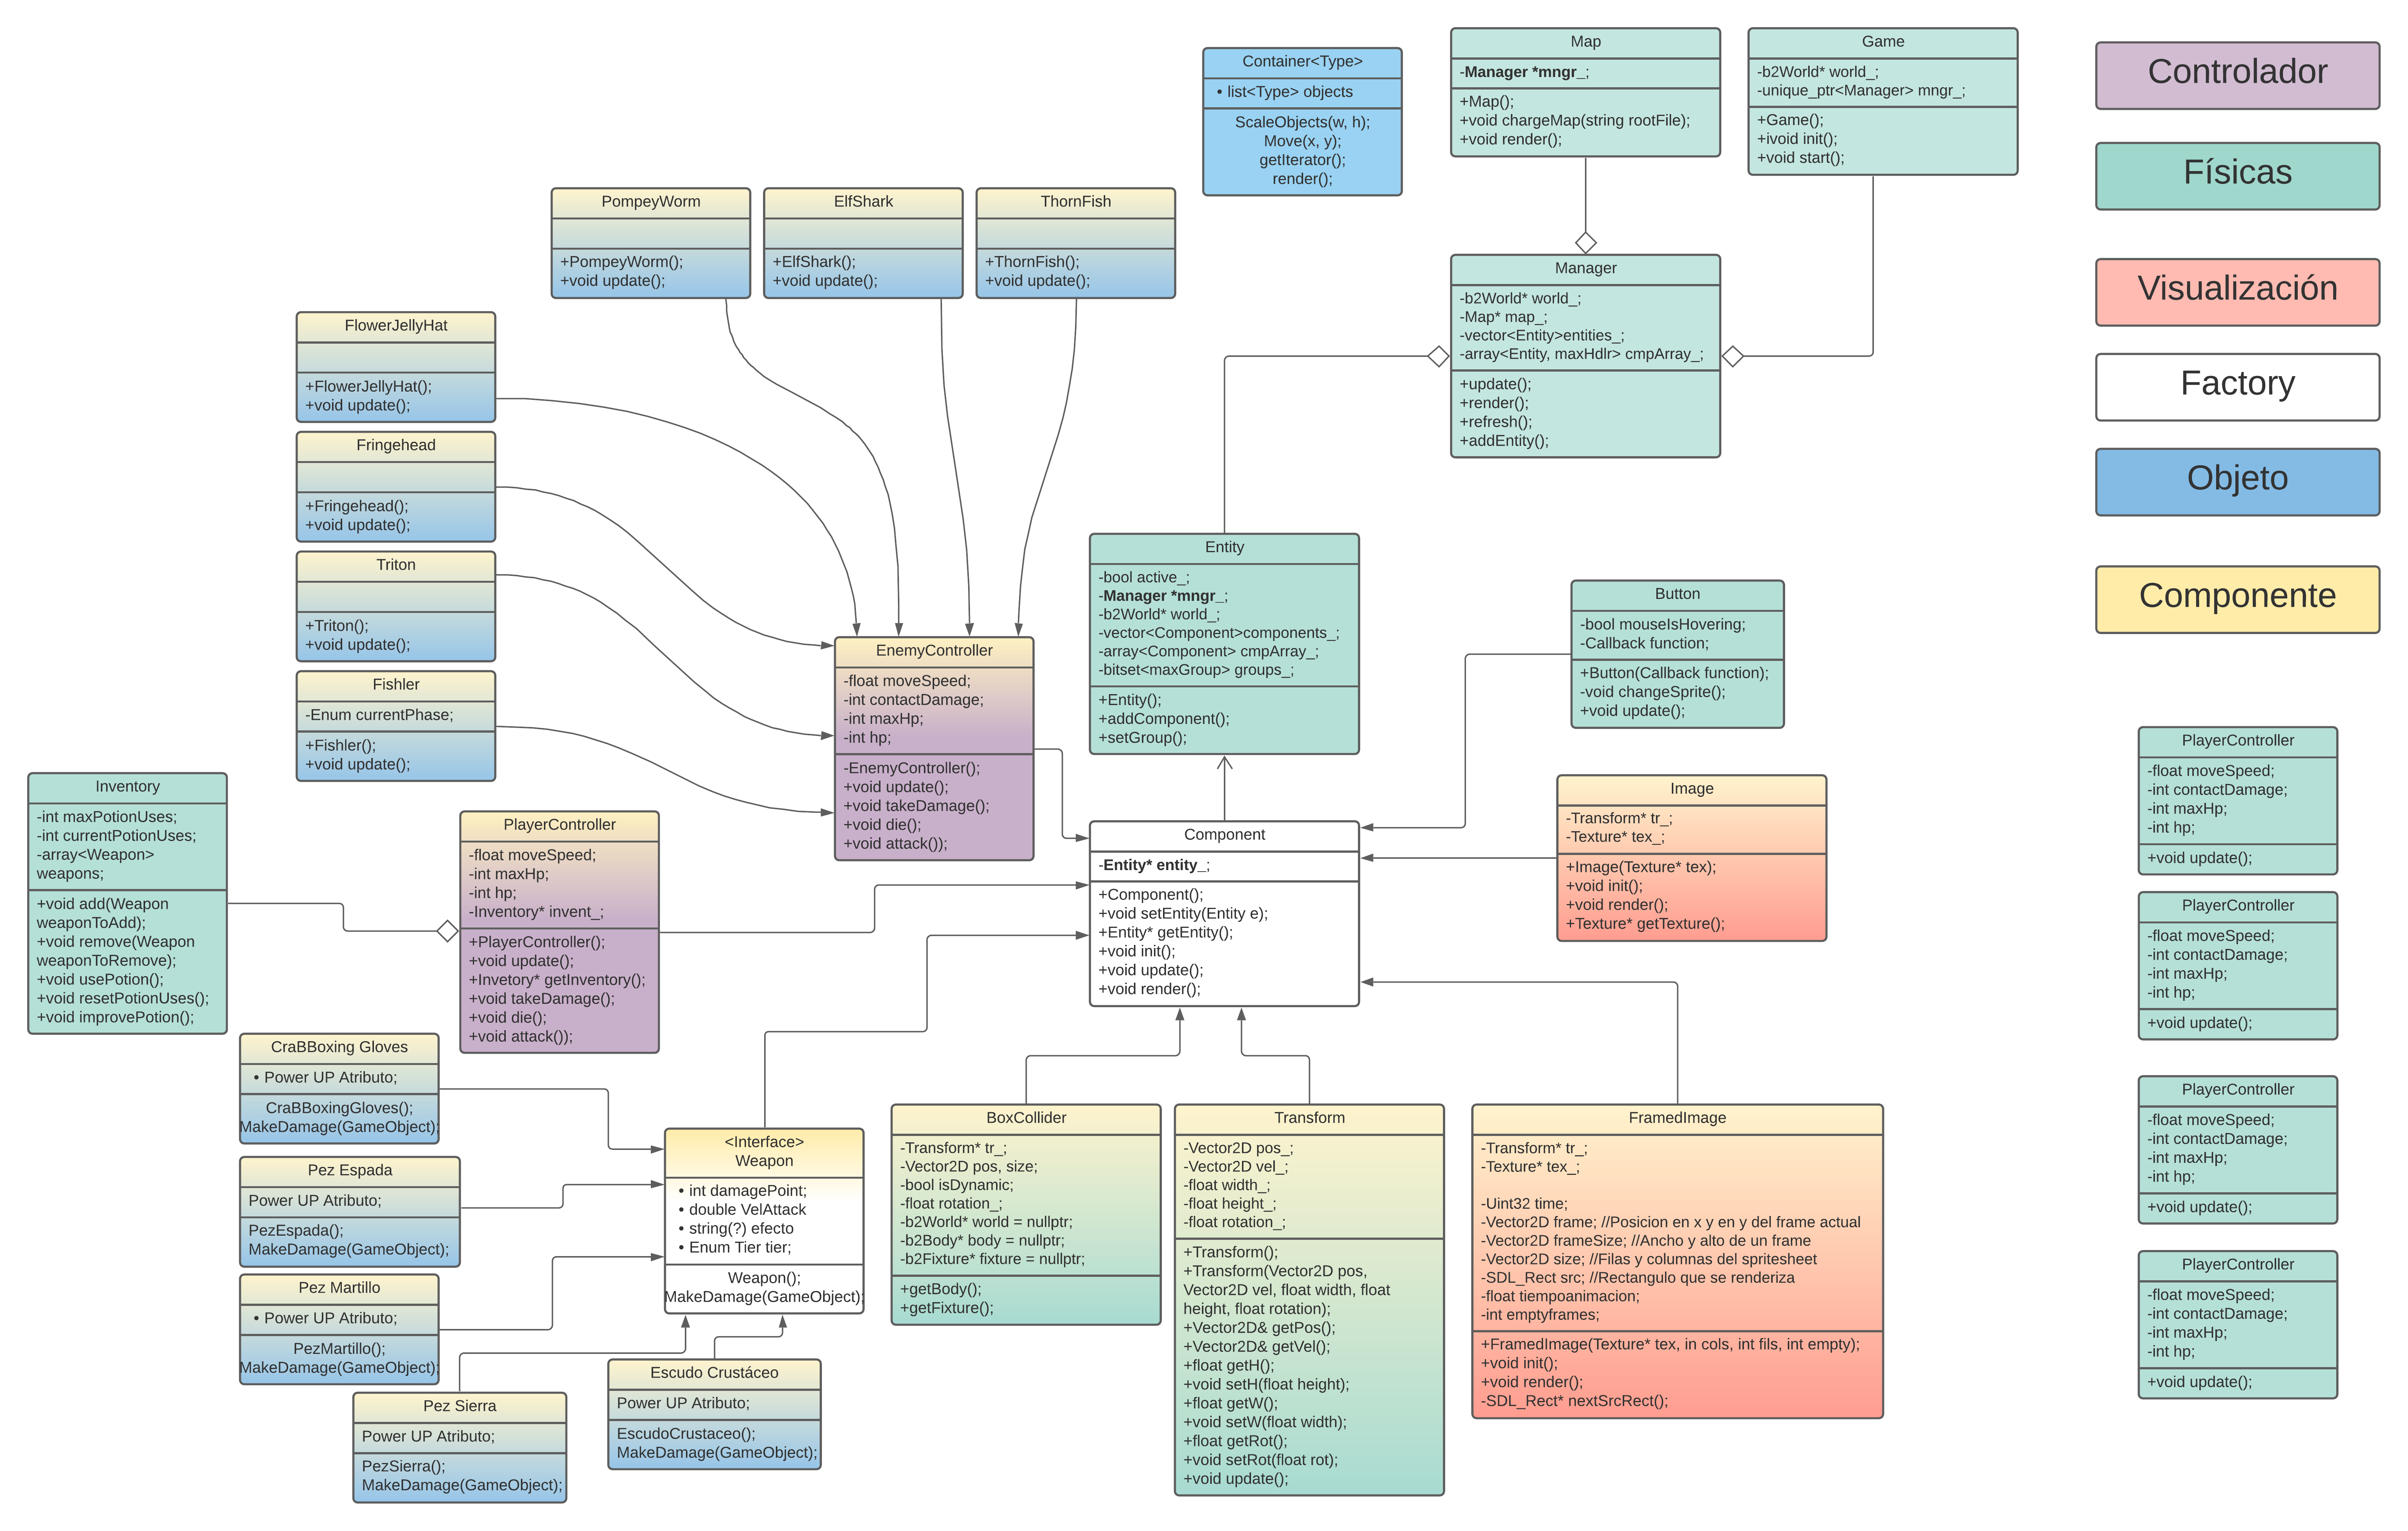 Container<Type>
• list<Type> objects
ScaleObjects(w, h);
Move(x, y);
getIterator();
render();
Map
-Manager *mngr_;
+Map();
+void chargeMap(string rootFile);
+void render();
Game
-b2World* world_;
-unique_ptr<Manager> mngr_;
+Game();
+ivoid init();
+void start();
Controlador
Físicas
Visualización
Factory
Objeto
Componente
PompeyWorm
+PompeyWorm();
+void update();
ElfShark
+ElfShark();
+void update();
ThornFish
+ThornFish();
+void update();
Manager
-b2World* world_;
-Map* map_;
-vector<Entity>entities_;
-array<Entity, maxHdlr> cmpArray_;
+update();
+render();
+refresh();
+addEntity();
FlowerJellyHat
+FlowerJellyHat();
+void update();
Fringehead
+Fringehead();
+void update();
Triton
+Triton();
+void update();
Fishler
-Enum currentPhase;
+Fishler();
+void update();
EnemyController
-float moveSpeed;
-int contactDamage;
-int maxHp;
-int hp;
-EnemyController();
+void update();
+void takeDamage();
+void die();
+void attack());
Entity
-bool active_;
-Manager *mngr_;
-b2World* world_;
-vector<Component>components_;
-array<Component> cmpArray_;
-bitset<maxGroup> groups_;
+Entity();
+addComponent();
+setGroup();
Button
-bool mouseIsHovering;
-Callback function;
+Button(Callback function);
-void changeSprite();
+void update();
Inventory
-int maxPotionUses;
-int currentPotionUses;
-array<Weapon>
weapons;
+void add(Weapon
weaponToAdd);
+void remove(Weapon
weaponToRemove);
+void usePotion();
+void resetPotionUses();
+void improvePotion();
PlayerController
-float moveSpeed;
-int maxHp;
-int hp;
-Inventory* invent_;
+PlayerController();
+void update();
+Invetory* getInventory();
+void takeDamage();
+void die();
+void attack());
Component
-Entity* entity_;
+Component();
+void setEntity(Entity e);
+Entity* getEntity();
+void init();
+void update();
+void render();
Image
-Transform* tr_;
-Texture* tex_;
+Image(Texture* tex);
+void init();
+void render();
+Texture* getTexture();
PlayerController
-float moveSpeed;
-int contactDamage;
-int maxHp;
-int hp;
+void update();
PlayerController
-float moveSpeed;
-int contactDamage;
-int maxHp;
-int hp;
+void update();
PlayerController
-float moveSpeed;
-int contactDamage;
-int maxHp;
-int hp;
+void update();
PlayerController
-float moveSpeed;
-int contactDamage;
-int maxHp;
-int hp;
+void update();
CraBBoxing Gloves
• Power UP Atributo;
CraBBoxingGloves();
MakeDamage(GameObject);
Pez Espada
Power UP Atributo;
PezEspada();
MakeDamage(GameObject);
Pez Martillo
• Power UP Atributo;
PezMartillo();
MakeDamage(GameObject);
Pez Sierra
Power UP Atributo;
PezSierra();
MakeDamage(GameObject);
Escudo Crustáceo
Power UP Atributo;
EscudoCrustaceo();
MakeDamage(GameObject);
<Interface>
Weapon
• int damagePoint;
• double VelAttack
• string(?) efecto
• Enum Tier tier;
Weapon();
MakeDamage(GameObject);
BoxCollider
-Transform* tr_;
-Vector2D pos, size;
-bool isDynamic;
-float rotation_;
-b2World* world = nullptr;
-b2Body* body = nullptr;
-b2Fixture* fixture = nullptr;
+getBody();
+getFixture();
Transform
-Vector2D pos_;
-Vector2D vel_;
-float width_;
-float height_;
-float rotation_;
+Transform();
+Transform(Vector2D pos,
Vector2D vel, float width, float
height, float rotation);
+Vector2D& getPos();
+Vector2D& getVel();
+float getH();
+void setH(float height);
+float getW();
+void setW(float width);
+float getRot();
+void setRot(float rot);
+void update();
FramedImage
-Transform* tr_;
-Texture* tex_;
-Uint32 time;
-Vector2D frame; //Posicion en x y en y del frame actual
-Vector2D frameSize; //Ancho y alto de un frame
-Vector2D size; //Filas y columnas del spritesheet
-SDL_Rect src; //Rectangulo que se renderiza
-float tiempoanimacion;
-int emptyframes;
+FramedImage(Texture* tex, in cols, int fils, int empty);
+void init();
+void render();
-SDL_Rect* nextSrcRect();